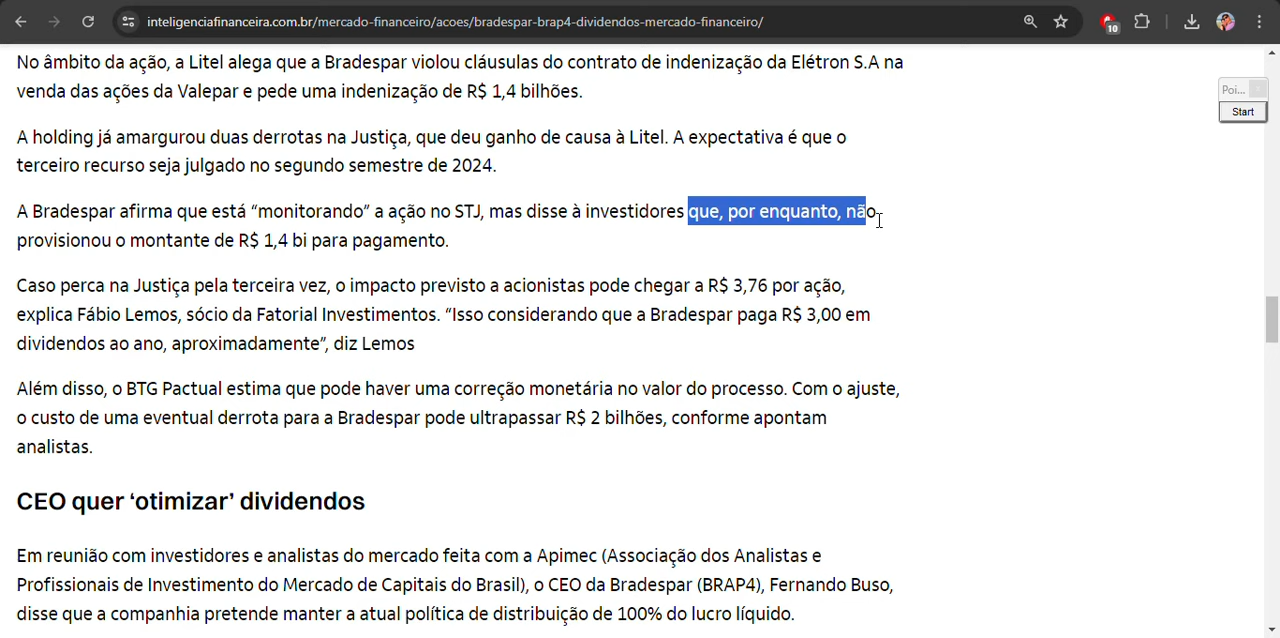 inteligenciafinanceira.com.br/mercado-financeiro/acoes/bradespar-brap4-dividendos-mercado-financeiro/
10
No âmbito da ação, a Litel alega que a Bradespar violou cláusulas do contrato de indenização da Elétron S.A na
venda das ações da Valepar e pede uma indenização de R$ 1,4 bilhões.
Poi...
Start
A holding já amargurou duas derrotas na Justiça, que deu ganho de causa à Litel. A expectativa é que o
terceiro recurso seja julgado no segundo semestre de 2024.
A Bradespar afirma que está “monitorando” a ação no STJ, mas disse à investidores que, por enquanto, não
provisionou o montante de R$ 1,4 bi para pagamento.
Caso perca na Justiça pela terceira vez, o impacto previsto a acionistas pode chegar a R$ 3,76 por ação,
explica Fábio Lemos, sócio da Fatorial Investimentos. “Isso considerando que a Bradespar paga R$ 3,00 em
dividendos ao ano, aproximadamente”, diz Lemos
Além disso, o BTG Pactual estima que pode haver uma correção monetária no valor do processo. Com o ajuste,
o custo de uma eventual derrota para a Bradespar pode ultrapassar R$ 2 bilhões, conforme apontam
analistas.
CEO quer ‘otimizar’ dividendos
Em reunião com investidores e analistas do mercado feita com a Apimec (Associação dos Analistas e
Profissionais de Investimento do Mercado de Capitais do Brasil), o CEO da Bradespar (BRAP4), Fernando Buso,
disse que a companhia pretende manter a atual política de distribuição de 100% do lucro líquido.